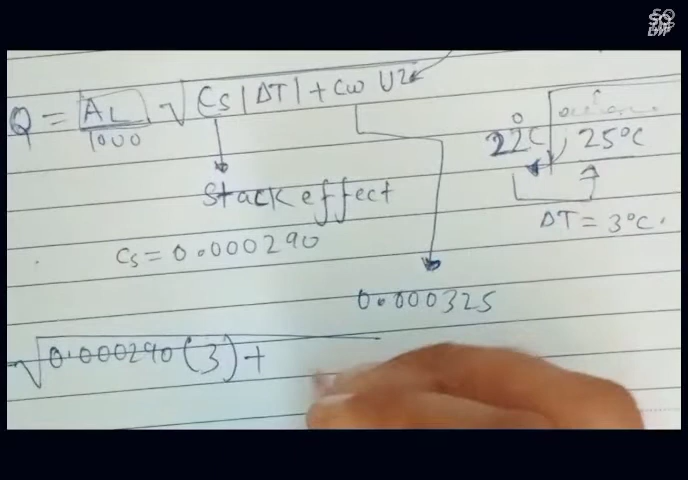 Q = AL/1000 √Cs|ΔT| + Cw U2
22°C 25°C
Stack effect
ΔT = 3°C.
Cs = 0.000290
0.000325
√0.000290(3)+